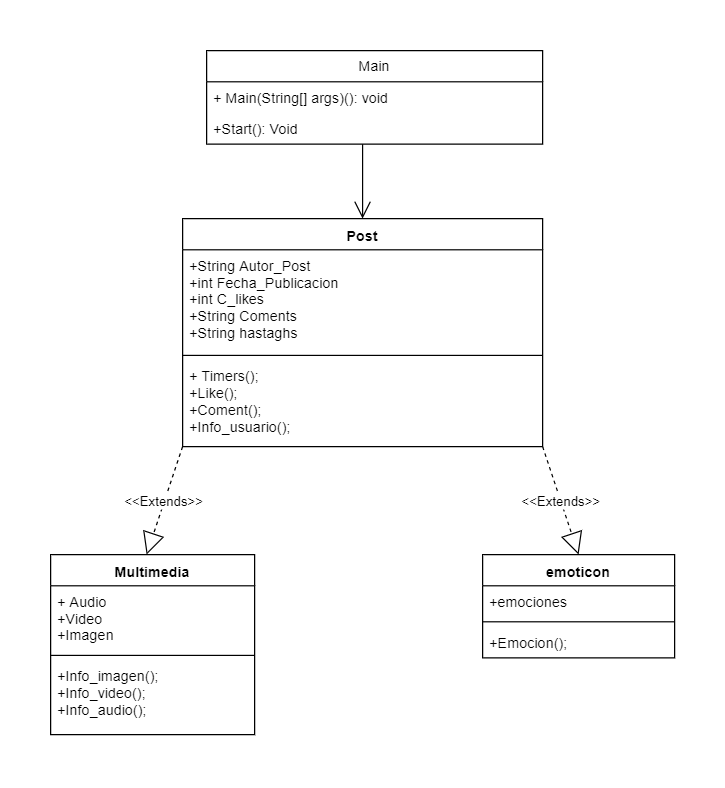 Main
+ Main(String[] args)(): void
+Start(): Void
Post
+String Autor_Post
+int Fecha_Publicacion
+int C_likes
+String Coments
+String hastaghs
+ Timers();
+Like();
+Coment();
+Info_usuario();
<<Extends>>
<<Extends>>
Multimedia
+ Audio
+Video
+Imagen
+Info_imagen();
+Info_video();
+Info_audio();
emoticon
+emociones
+Emocion();